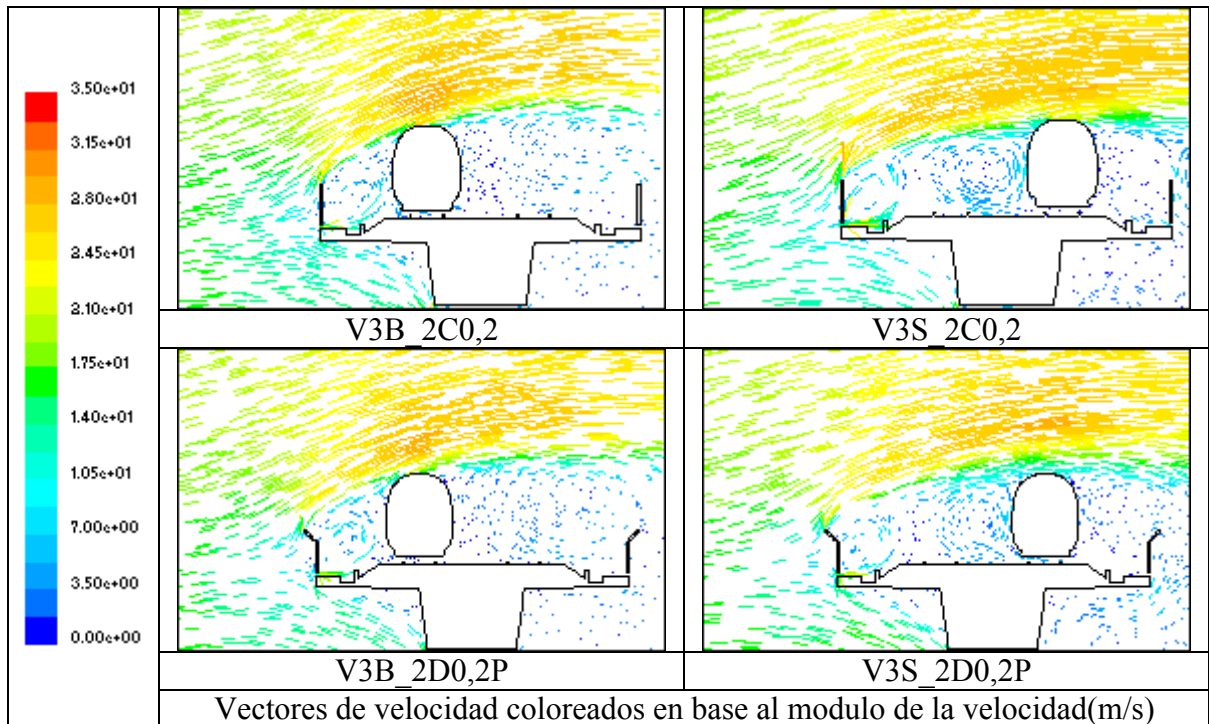 3.50e+01
3.15e+01
2.80e+01
2.45e+01
2.10e+01
1.75e+01
1.40e+01
1.05e+01
7.00e+00
3.50e+00
0.00e+00
V3B_2C0,2
V3S_2C0,2
V3B_2D0,2P
V3S_2D0,2P
Vectores de velocidad coloreados en base al modulo de la velocidad(m/s)